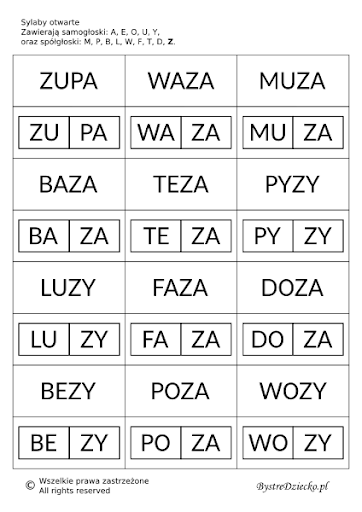 Sylaby otwarte
Zawierają samogłoski: A, E, O, U, Y,
oraz spółgłoski: M, P, B, L, W, F, T, D, Z.
ZUPA WAZA MUZA
ZU PA WA ZA MU ZA
BAZA TEZA PYZY
BA ZA TE ZA PY ZY
LUZY FAZA DOZA
LU ZY FA ZA DO ZA
BEZY POZA WOZY
BE ZY PO ZA WO ZY
© Wszelkie prawa zastrzeżone
All rights reserved
BystreDziecko.pl